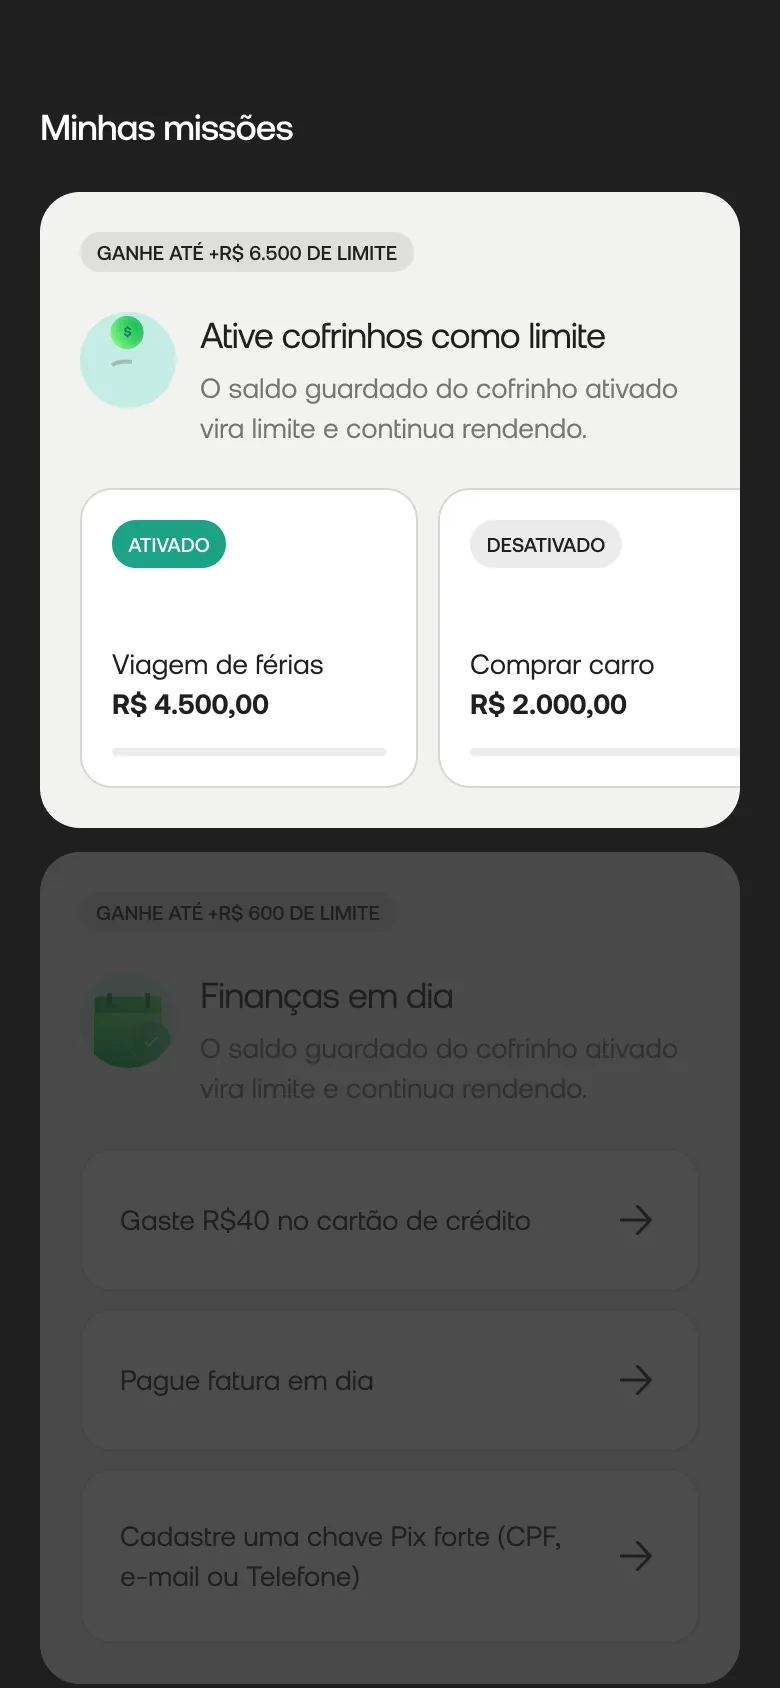 Minhas missões
GANHE ATÉ +R$ 6.500 DE LIMITE
$
Ative cofrinhos como limite
O saldo guardado do cofrinho ativado
vira limite e continua rendendo.
ATIVADO
Viagem de férias
R$ 4.500,00
DESATIVADO
Comprar carro
R$ 2.000,00
GANHE ATÉ +R$ 600 DE LIMITE
Finanças em dia
O saldo guardado do cofrinho ativado
vira limite e continua rendendo.
Gaste R$40 no cartão de crédito
Pague fatura em dia
Cadastre uma chave Pix forte (CPF,
e-mail ou Telefone)